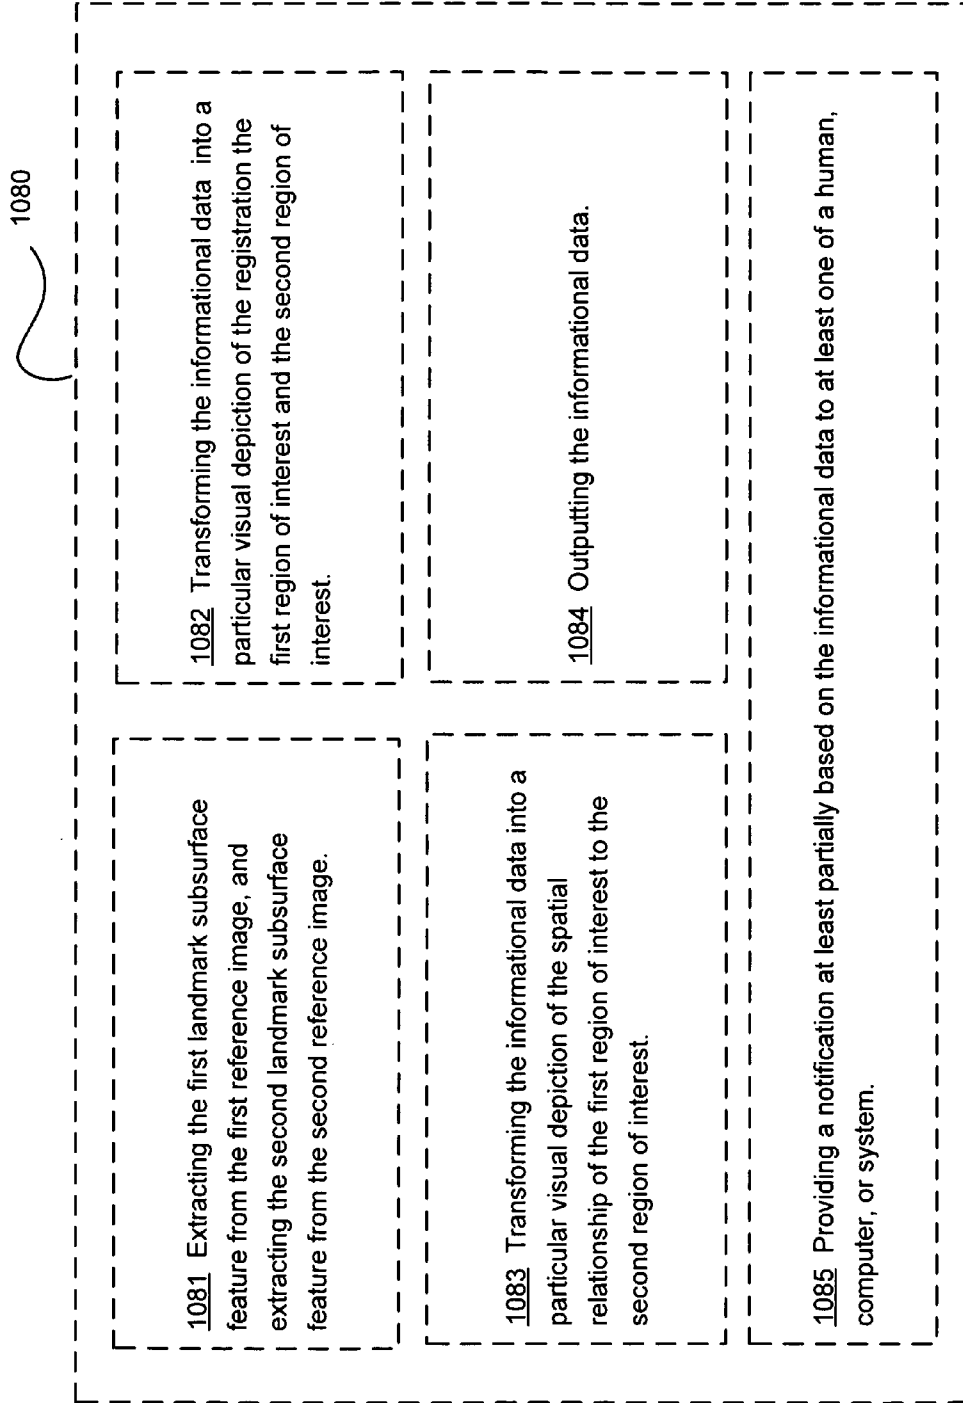 1080
1081 Extracting the first landmark subsurface
feature from the first reference image, and
extracting the second landmark subsurface
feature from the second reference image.
1082 Transforming the informational data into a
particular visual depiction of the registration the
first region of interest and the second region of
interest.
1083 Transforming the informational data into a
particular visual depiction of the spatial
relationship of the first region of interest to the
second region of interest.
1084 Outputting the informational data.
1085 Providing a notification at least partially based on the informational data to at least one of a human,
computer, or system.